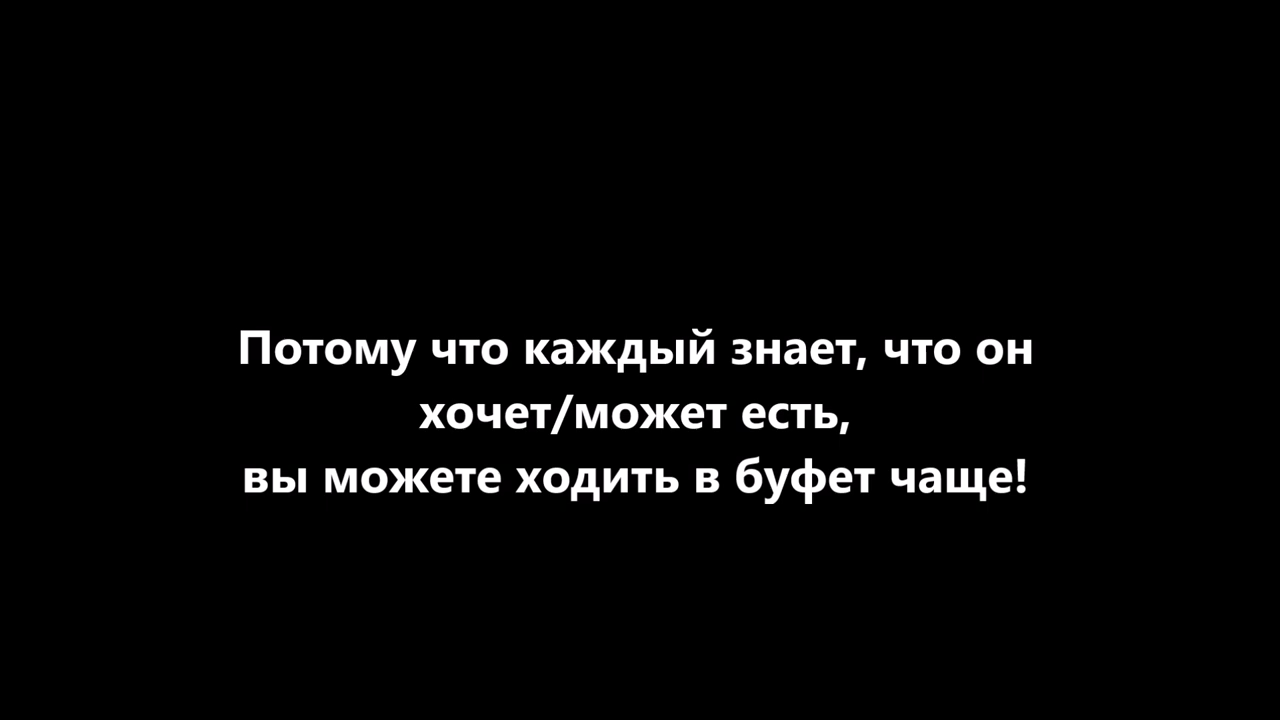 Потому что каждый знает, что он
хочет/может есть,
вы можете ходить в буфет чаще!